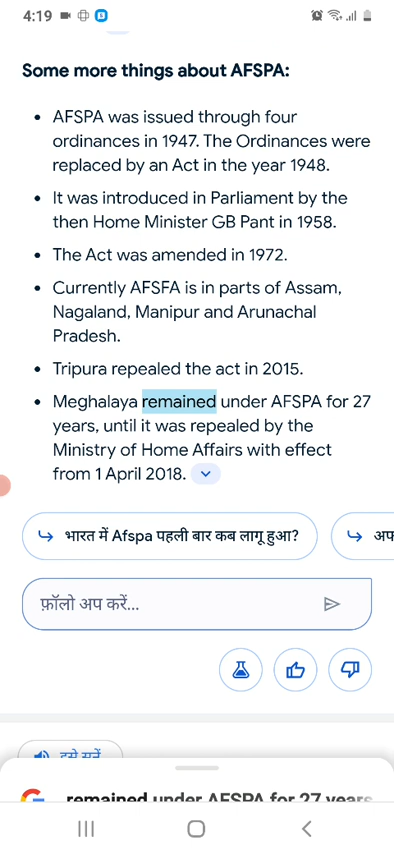 4:19
Some more things about AFSPA:
• AFSPA was issued through four
ordinances in 1947. The Ordinances were
replaced by an Act in the year 1948.
• It was introduced in Parliament by the
then Home Minister GB Pant in 1958.
• The Act was amended in 1972.
• Currently AFSFA is in parts of Assam,
Nagaland, Manipur and Arunachal
Pradesh.
• Tripura repealed the act in 2015.
• Meghalaya remained under AFSPA for 27
years, until it was repealed by the
Ministry of Home Affairs with effect
from 1 April 2018.
भारत में Afspa पहली बार कब लागू हुआ?
अफ
फ़ॉलो अप करें...
इसे सुनें
remained under AFSPA for 27 years